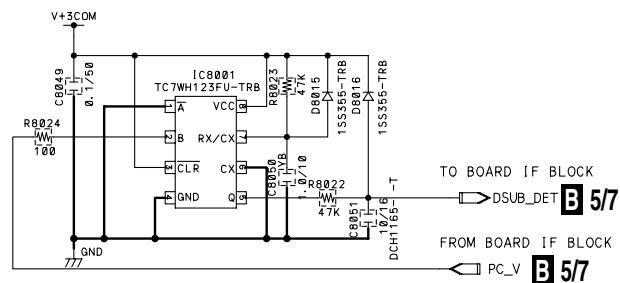 V+3COM
IC8001
TC7WH123FU-TRB
C8049
0.1/50
R8023
47K
D8015
1SS355-TRB
D8016
1SS355-TRB
R8024
100
1
A
VCC
8
2
B
RX/CX
7
3
CLR
CX
6
4
GND
Q
5
C8050
YB
1.0/10
R8022
47K
C8051
10/16
DCH1165-
-T
GND
TO BOARD IF BLOCK
DSUB_DET B 5/7
FROM BOARD IF BLOCK
PC_V B 5/7